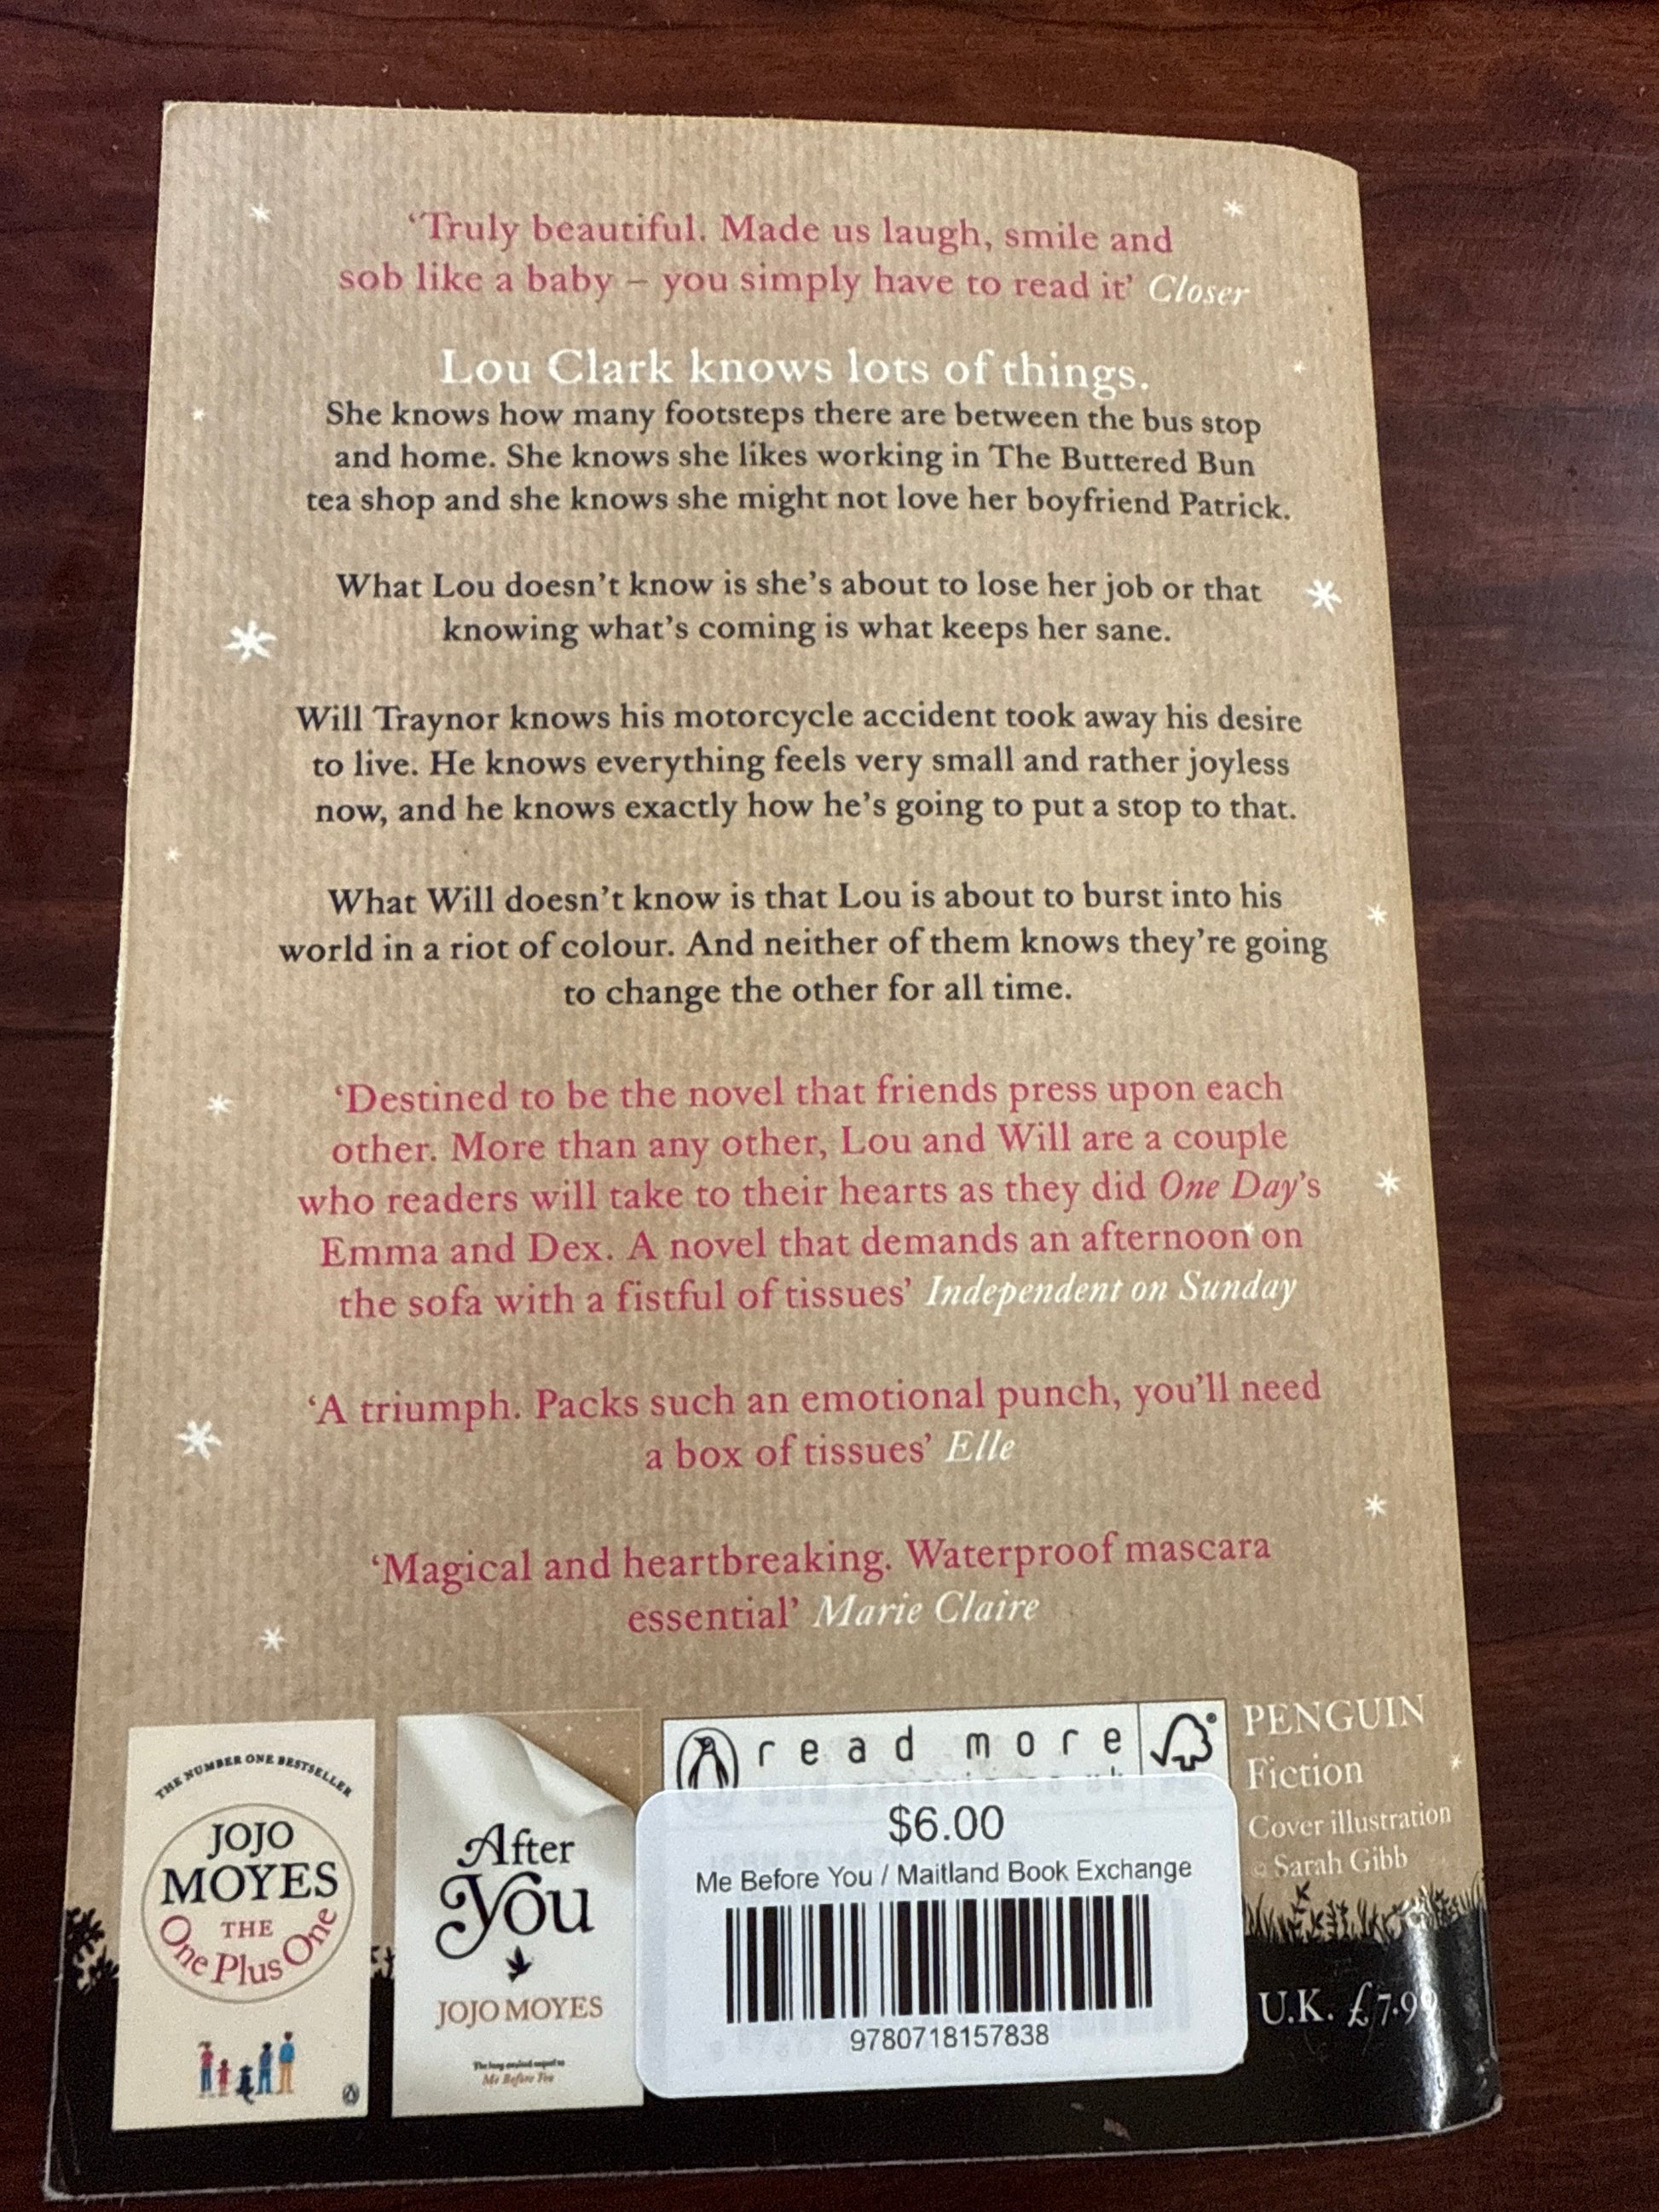 ‘Truly beautiful. Made us laugh, smile and
sob like a baby – you simply have to read it’ Closer
Lou Clark knows lots of things.
She knows how many footsteps there are between the bus stop
and home. She knows she likes working in The Buttered Bun
tea shop and she knows she might not love her boyfriend Patrick.
What Lou doesn’t know is she’s about to lose her job or that
knowing what’s coming is what keeps her sane.
Will Traynor knows his motorcycle accident took away his desire
to live. He knows everything feels very small and rather joyless
now, and he knows exactly how he’s going to put a stop to that.
What Will doesn’t know is that Lou is about to burst into his
world in a riot of colour. And neither of them knows they’re going
to change the other for all time.
‘Destined to be the novel that friends press upon each
other. More than any other, Lou and Will are a couple
who readers will take to their hearts as they did One Day’s
Emma and Dex. A novel that demands an afternoon on
the sofa with a fistful of tissues’ Independent on Sunday
‘A triumph. Packs such an emotional punch, you’ll need
a box of tissues’ Elle
‘Magical and heartbreaking. Waterproof mascara
essential’ Marie Claire
THE NUMBER ONE BESTSELLER
JOJO
MOYES
THE
One Plus One
After
You
JOJO MOYES
The long awaited sequel to
Me Before You
read more
PENGUIN
Fiction
Cover illustration
© Sarah Gibb
U.K. £7.99
$6.00
Me Before You / Maitland Book Exchange
9780718157838